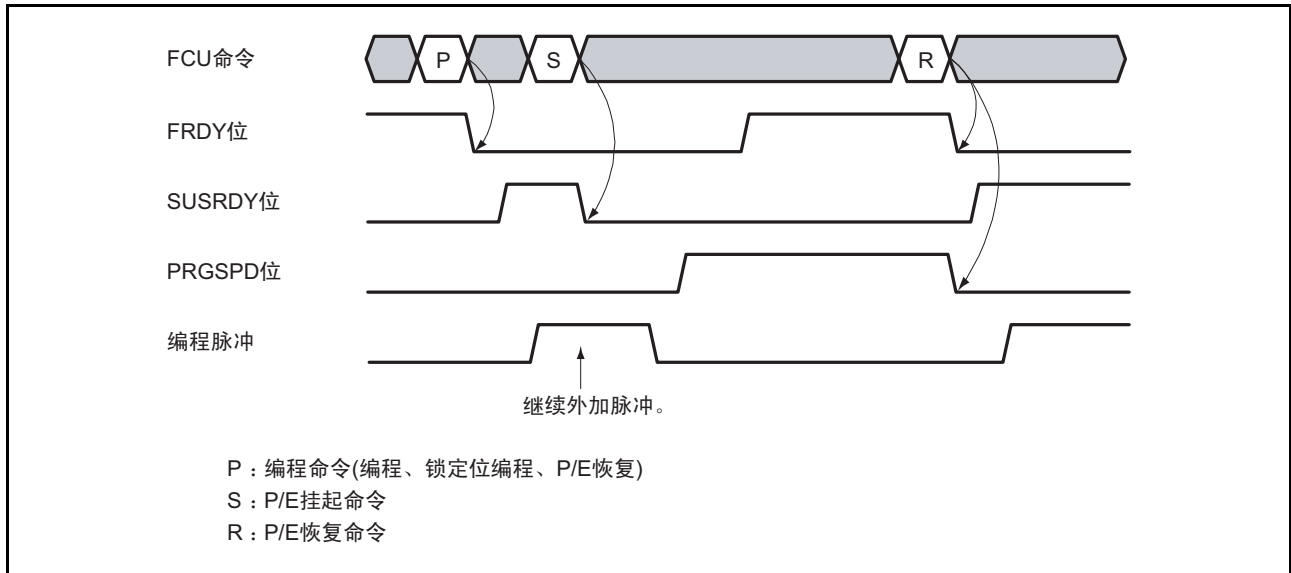 FCU命令
P
S
R
FRDY位
SUSRDY位
PRGSPD位
编程脉冲
继续外加脉冲。
P：编程命令(编程、锁定位编程、P/E恢复)
S：P/E挂起命令
R：P/E恢复命令